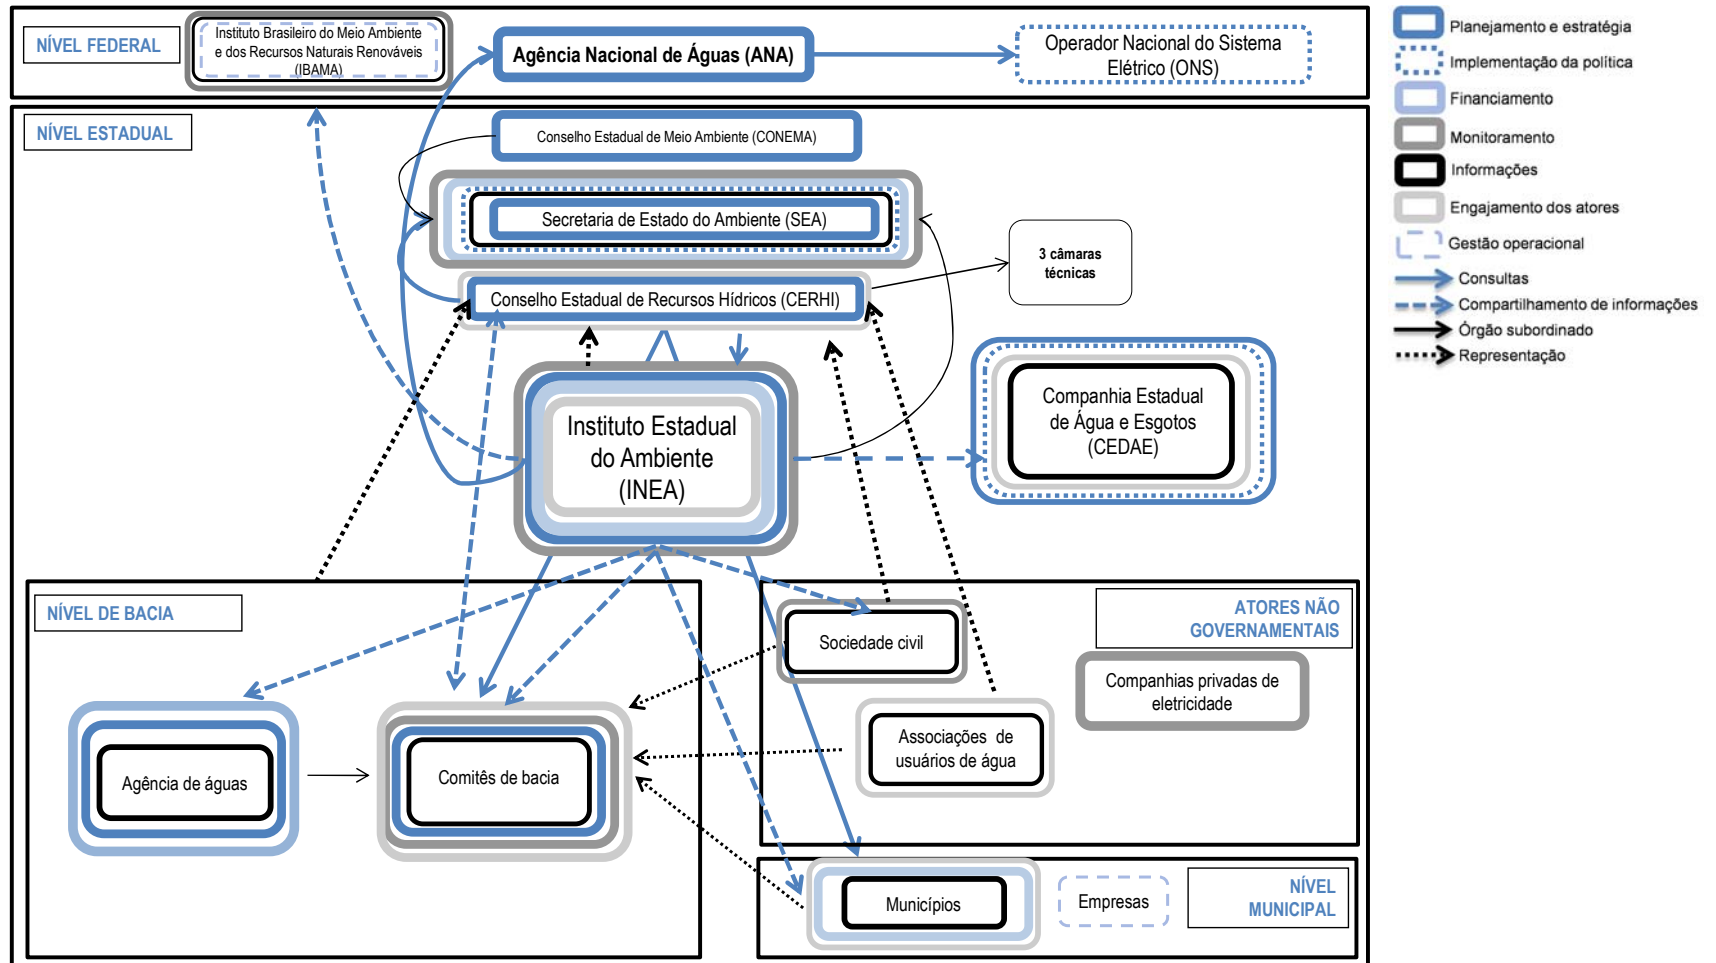 NÍVEL FEDERAL
Instituto Brasileiro do Meio Ambiente
e dos Recursos Naturais Renováveis
(IBAMA)
Agência Nacional de Águas (ANA)
Operador Nacional do Sistema
Elétrico (ONS)
NÍVEL ESTADUAL
Conselho Estadual de Meio Ambiente (CONEMA)
Secretaria de Estado do Ambiente (SEA)
Conselho Estadual de Recursos Hídricos (CERHI)
3 câmaras
técnicas
Instituto Estadual
do Ambiente
(INEA)
Companhia Estadual
de Água e Esgotos
(CEDAE)
NÍVEL DE BACIA
Agência de águas
Comitês de bacia
ATORES NÃO
GOVERNAMENTAIS
Sociedade civil
Companhias privadas de
eletricidade
Associações de
usuários de água
Municípios
Empresas
NÍVEL
MUNICIPAL
Planejamento e estratégia
Implementação da política
Financiamento
Monitoramento
Informações
Engajamento dos atores
Gestão operacional
Consultas
Compartilhamento de informações
Órgão subordinado
Representação